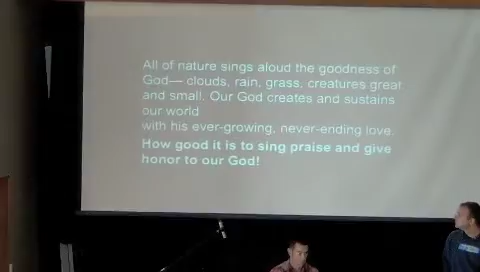 All of nature sings aloud the goodness of
God— clouds, rain, grass, creatures great
and small. Our God creates and sustains
our world
with his ever-growing, never-ending love.
How good it is to sing praise and give
honor to our God!